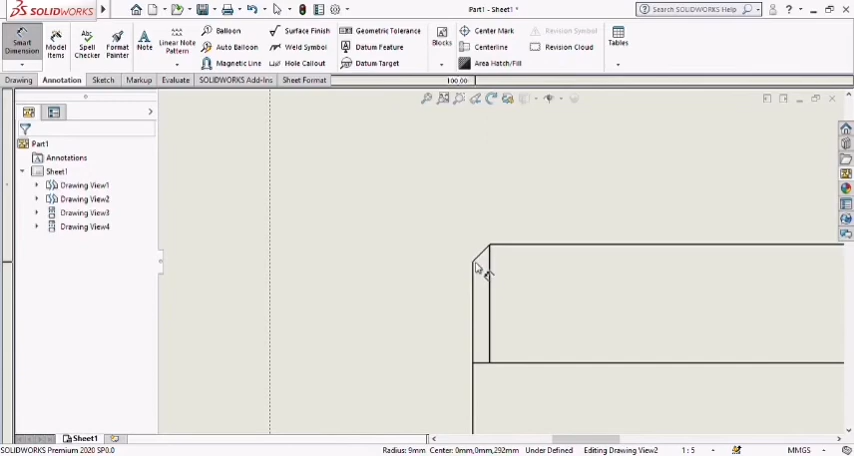 SOLIDWORKS
Part1 - Sheet1 *
Search SOLIDWORKS Help
Smart Dimension
Model Items
Spell Checker
Format Painter
Note
Linear Note Pattern
Balloon
Auto Balloon
Magnetic Line
Surface Finish
Weld Symbol
Hole Callout
Geometric Tolerance
Datum Feature
Datum Target
Blocks
Center Mark
Centerline
Area Hatch/Fill
Revision Symbol
Revision Cloud
Tables
Drawing
Annotation
Sketch
Markup
Evaluate
SOLIDWORKS Add-Ins
Sheet Format
100.00
Part1
Annotations
Sheet1
Drawing View1
Drawing View2
Drawing View3
Drawing View4
Sheet1
SOLIDWORKS Premium 2020 SP0.0
Radius: 9mm
Center: 0mm,0mm,292mm
Under Defined
Editing Drawing View2
1 : 5
MMGS